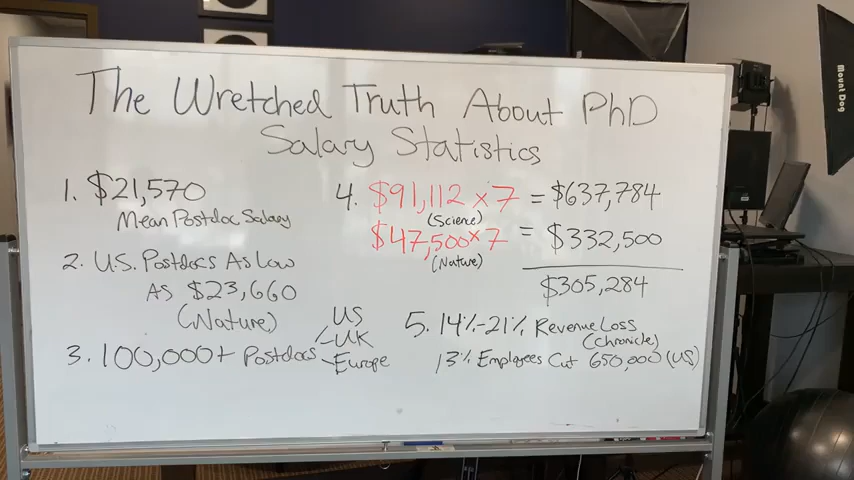 The Wretched Truth About PhD
Salary Statistics
1. $21,570
Mean Postdoc Salary
2. U.S. Postdocs As Low
As $23,660
(Nature)
3. 100,000+ Postdocs
US
UK
Europe
4. $91,112 x 7 = $637,784
(Science)
$47,500 x 7 = $332,500
(Nature)
$305,284
5. 14%-21% Revenue Loss
(Chronicle)
13% Employees Cut 650,000 (US)
Mount Dog